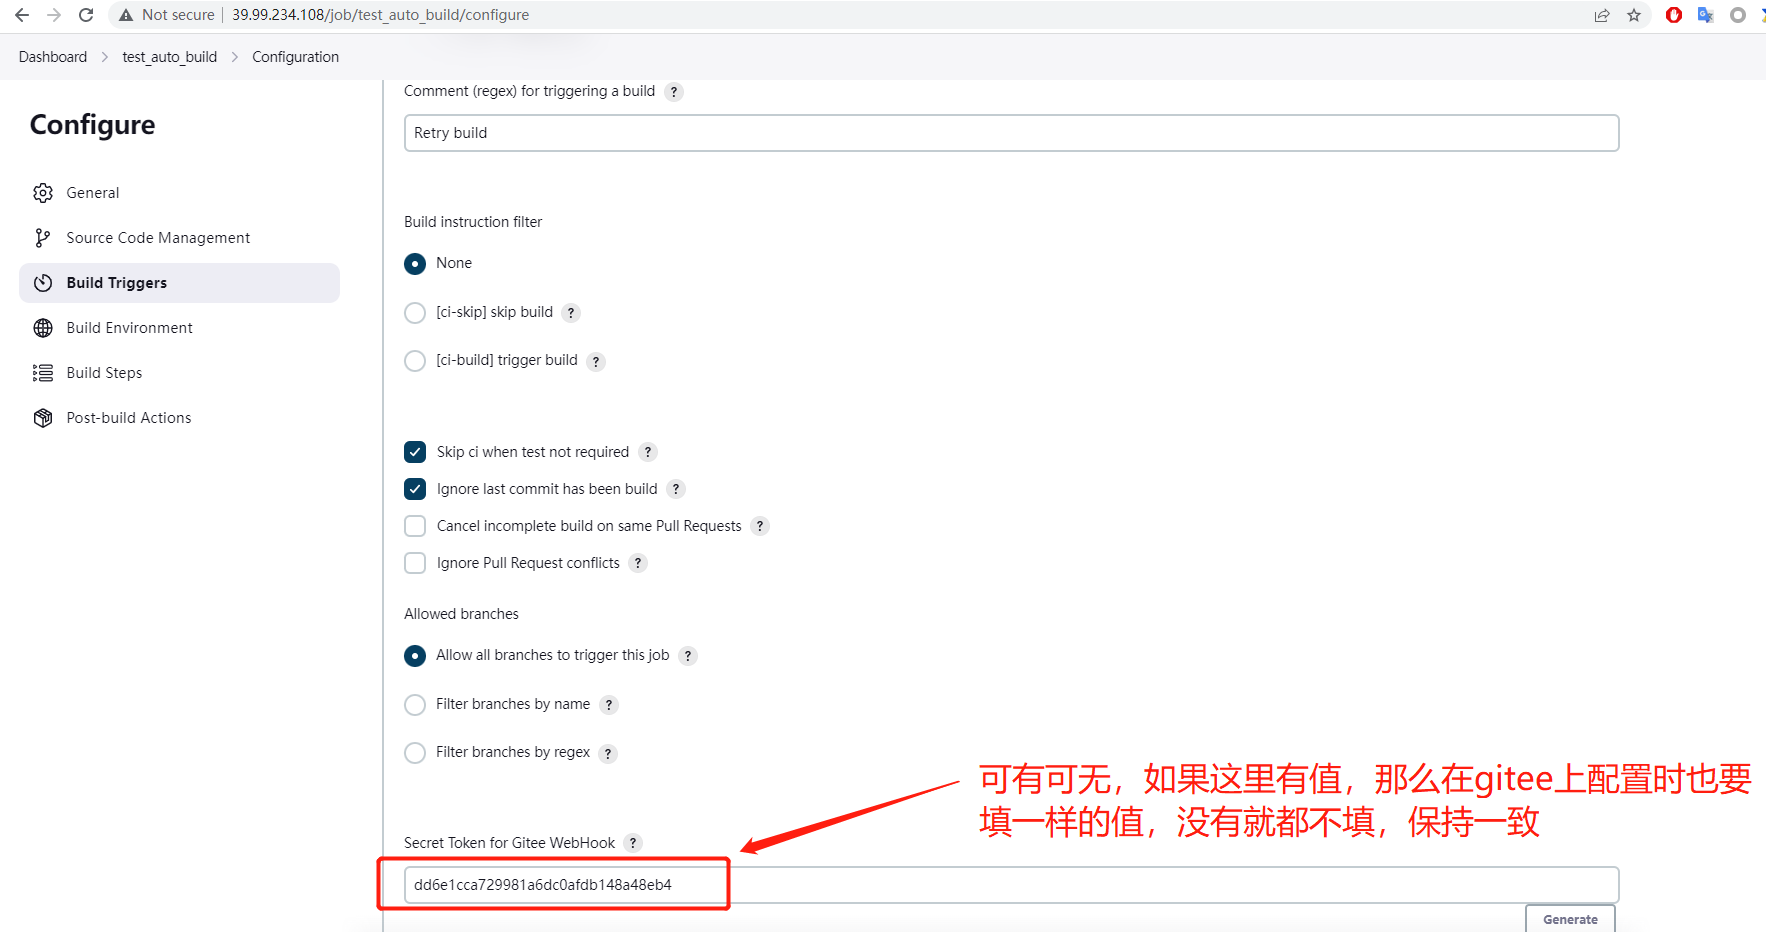 Not secure
39.99.234.108/job/test_auto_build/configure
Dashboard > test_auto_build > Configuration
Configure
General
Source Code Management
Build Triggers
Build Environment
Build Steps
Post-build Actions
Comment (regex) for triggering a build ?
Retry build
Build instruction filter
None
[ci-skip] skip build ?
[ci-build] trigger build ?
Skip ci when test not required ?
Ignore last commit has been build ?
Cancel incomplete build on same Pull Requests ?
Ignore Pull Request conflicts ?
Allowed branches
Allow all branches to trigger this job ?
Filter branches by name ?
Filter branches by regex ?
可有可无，如果这里有值，那么在gitee上配置时也要
填一样的值，没有就都不填，保持一致
Secret Token for Gitee WebHook ?
dd6e1cca729981a6dc0afdb148a48eb4
Generate